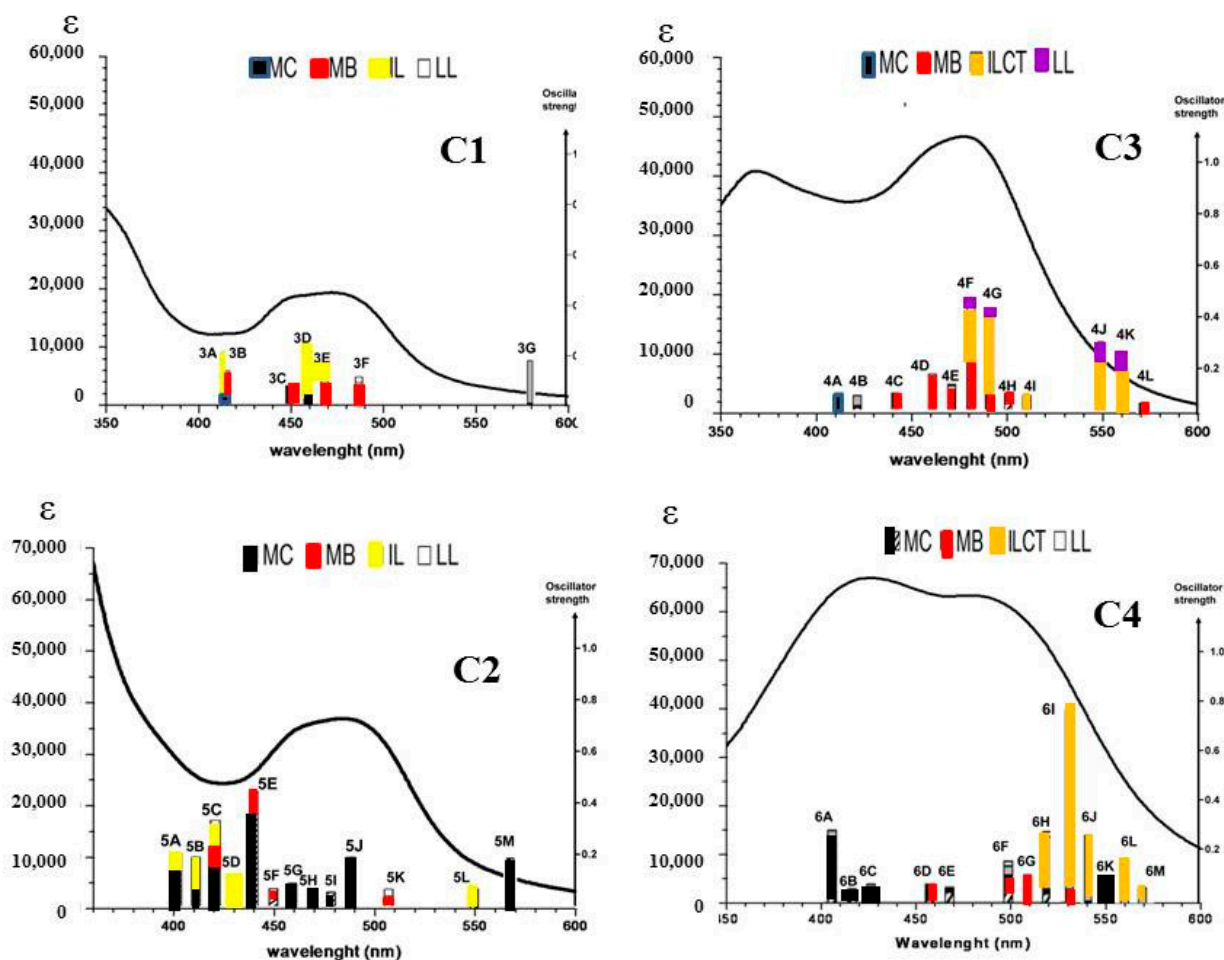 ε
60,000
50,000
40,000
30,000
20,000
10,000
0
MC MB IL LL
C1
Oscilla
strengt
3A 3B 3C 3D 3E 3F 3G
350 400 450 500 550 600
wavelenght (nm)
ε
60,000
50,000
40,000
30,000
20,000
10,000
0
MC MB ILCT LL
C3
Oscillator
strength
1.0
0.8
0.6
0.4
0.2
4A 4B 4C 4D 4E 4F 4G 4H 4I 4J 4K 4L
350 400 450 500 550 600
wavelenght (nm)
ε
70,000
60,000
50,000
40,000
30,000
20,000
10,000
0
MC MB IL LL
C2
Oscillator
strength
1.0
0.8
0.6
0.4
0.2
5A 5B 5C 5D 5E 5F 5G 5H 5I 5J 5K 5L 5M
400 450 500 550 600
wavelenght (nm)
ε
70,000
60,000
50,000
40,000
30,000
20,000
10,000
0
MC MB ILCT LL
C4
Oscillator
strength
1.0
0.8
0.6
0.4
0.2
6A 6B 6C 6D 6E 6F 6G 6H 6I 6J 6K 6L 6M
400 450 500 550 600
Wavelenght (nm)